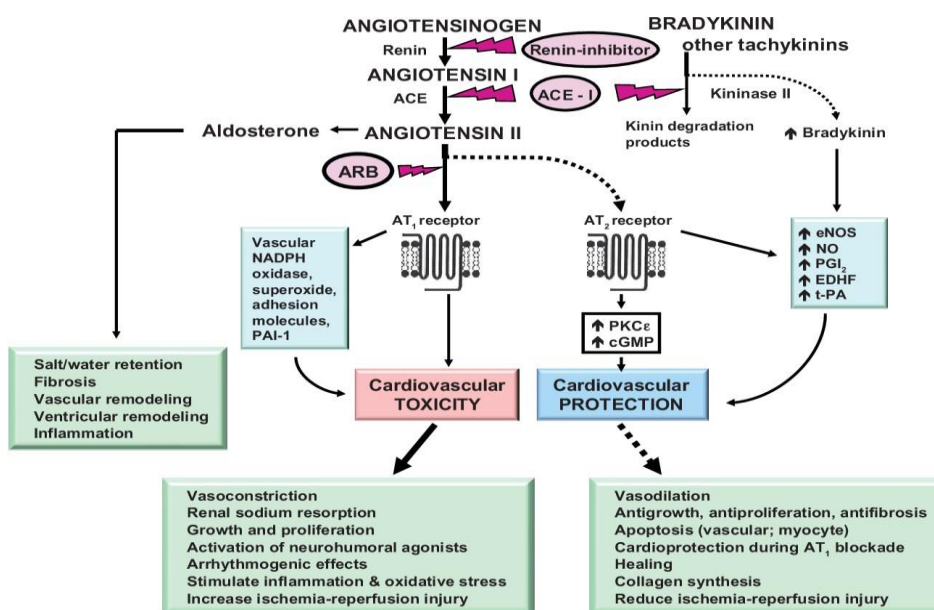 ANGIOTENSINOGEN
Renin
Renin-inhibitor
BRADYKININ
other tachykinins
ANGIOTENSIN I
ACE
ACE - I
Kininase II
Kinin degradation
products
↑ Bradykinin
Aldosterone
ANGIOTENSIN II
ARB
AT₁ receptor
AT₂ receptor
Vascular
NADPH
oxidase,
superoxide,
adhesion
molecules,
PAI-1
↑ eNOS
↑ NO
↑ PGI₂
↑ EDHF
↑ t-PA
↑ PKCε
↑ cGMP
Salt/water retention
Fibrosis
Vascular remodeling
Ventricular remodeling
Inflammation
Cardiovascular
TOXICITY
Cardiovascular
PROTECTION
Vasoconstriction
Renal sodium resorption
Growth and proliferation
Activation of neurohumoral agonists
Arrhythmogenic effects
Stimulate inflammation & oxidative stress
Increase ischemia-reperfusion injury
Vasodilation
Antigrowth, antiproliferation, antifibrosis
Apoptosis (vascular; myocyte)
Cardioprotection during AT₁ blockade
Healing
Collagen synthesis
Reduce ischemia-reperfusion injury